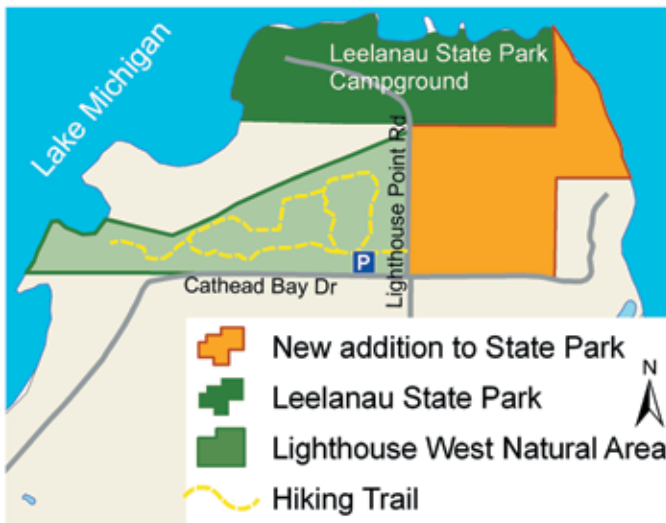 Leelanau State Park
Campground
Lake Michigan
Lighthouse Point Rd
P
Cathead Bay Dr
New addition to State Park
Leelanau State Park
Lighthouse West Natural Area
Hiking Trail
N